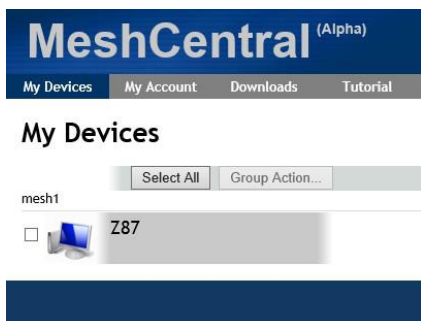 MeshCentral (Alpha)
My Devices My Account Downloads Tutorial
My Devices
Select All Group Action...
mesh1
Z87